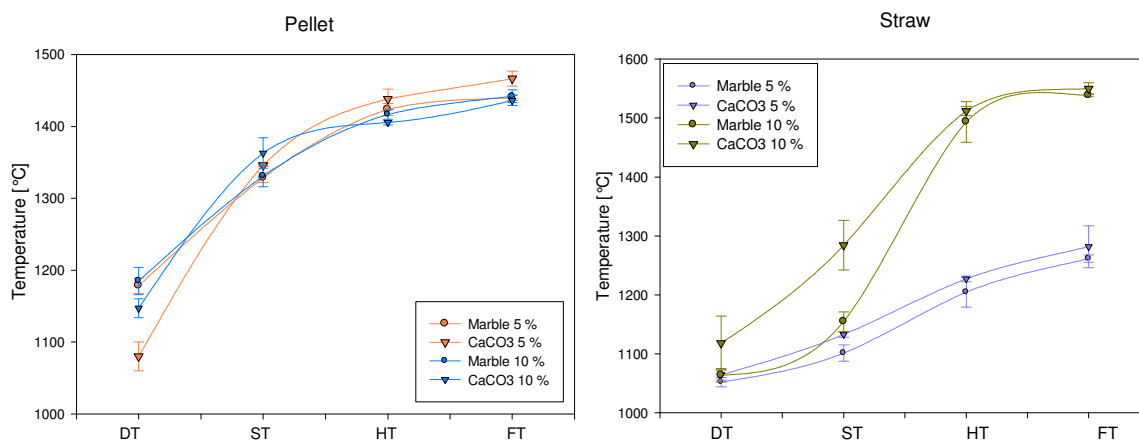 Pellet
Temperature [°C]
1500
1400
1300
1200
1100
1000
DT
ST
HT
FT
Marble 5 %
CaCO3 5 %
Marble 10 %
CaCO3 10 %
Straw
Temperature [°C]
1600
1500
1400
1300
1200
1100
1000
DT
ST
HT
FT
Marble 5 %
CaCO3 5 %
Marble 10 %
CaCO3 10 %